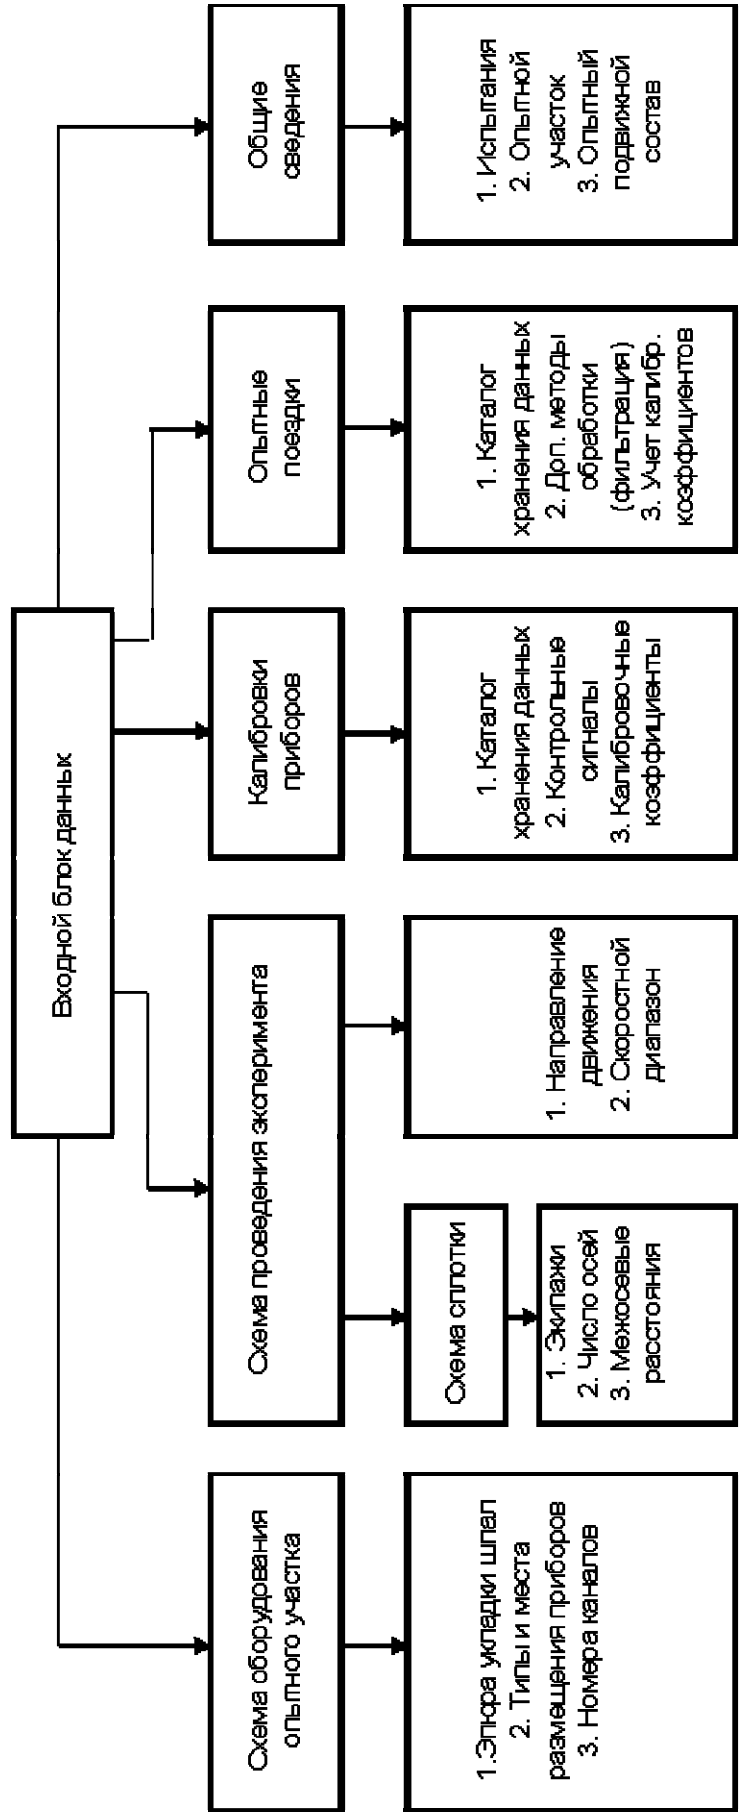 Входной блок данных
Схема оборудования
опытного участка
Схема проведения эксперимента
Калибровки
приборов
Опытные
поездки
Общие
сведения
1.Эпюра укладки шпал
2. Типы и места
размещения приборов
3. Номера каналов
Схема сплотки
1. Экипажи
2. Число осей
3. Межосевые
расстояния
1. Направление
движения
2. Скоростной
диапазон
1. Каталог
хранения данных
2. Контрольные
сигналы
3. Калибровочные
коэффициенты
1. Каталог
хранения данных
2. Доп. методы
обработки
(фильтрация)
3. Учет калибр.
коэффициентов
1. Испытания
2. Опытной
участок
3. Опытный
подвижной
состав